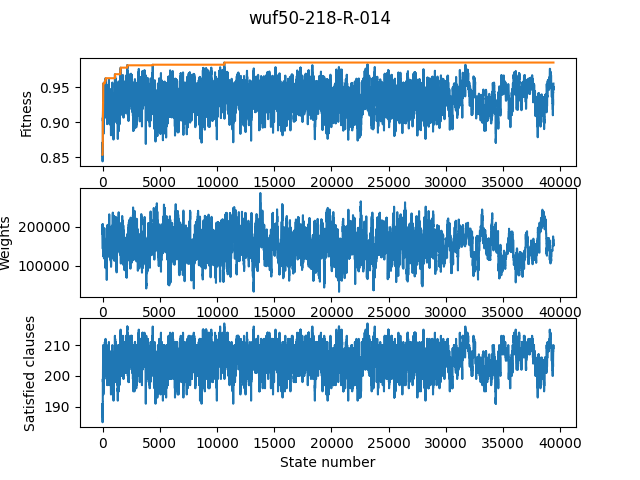 wuf50-218-R-014
0.95
0.90
0.85
Fitness
0 5000 10000 15000 20000 25000 30000 35000 40000
200000
100000
Weights
0 5000 10000 15000 20000 25000 30000 35000 40000
210
200
190
Satisfied clauses
0 5000 10000 15000 20000 25000 30000 35000 40000
State number